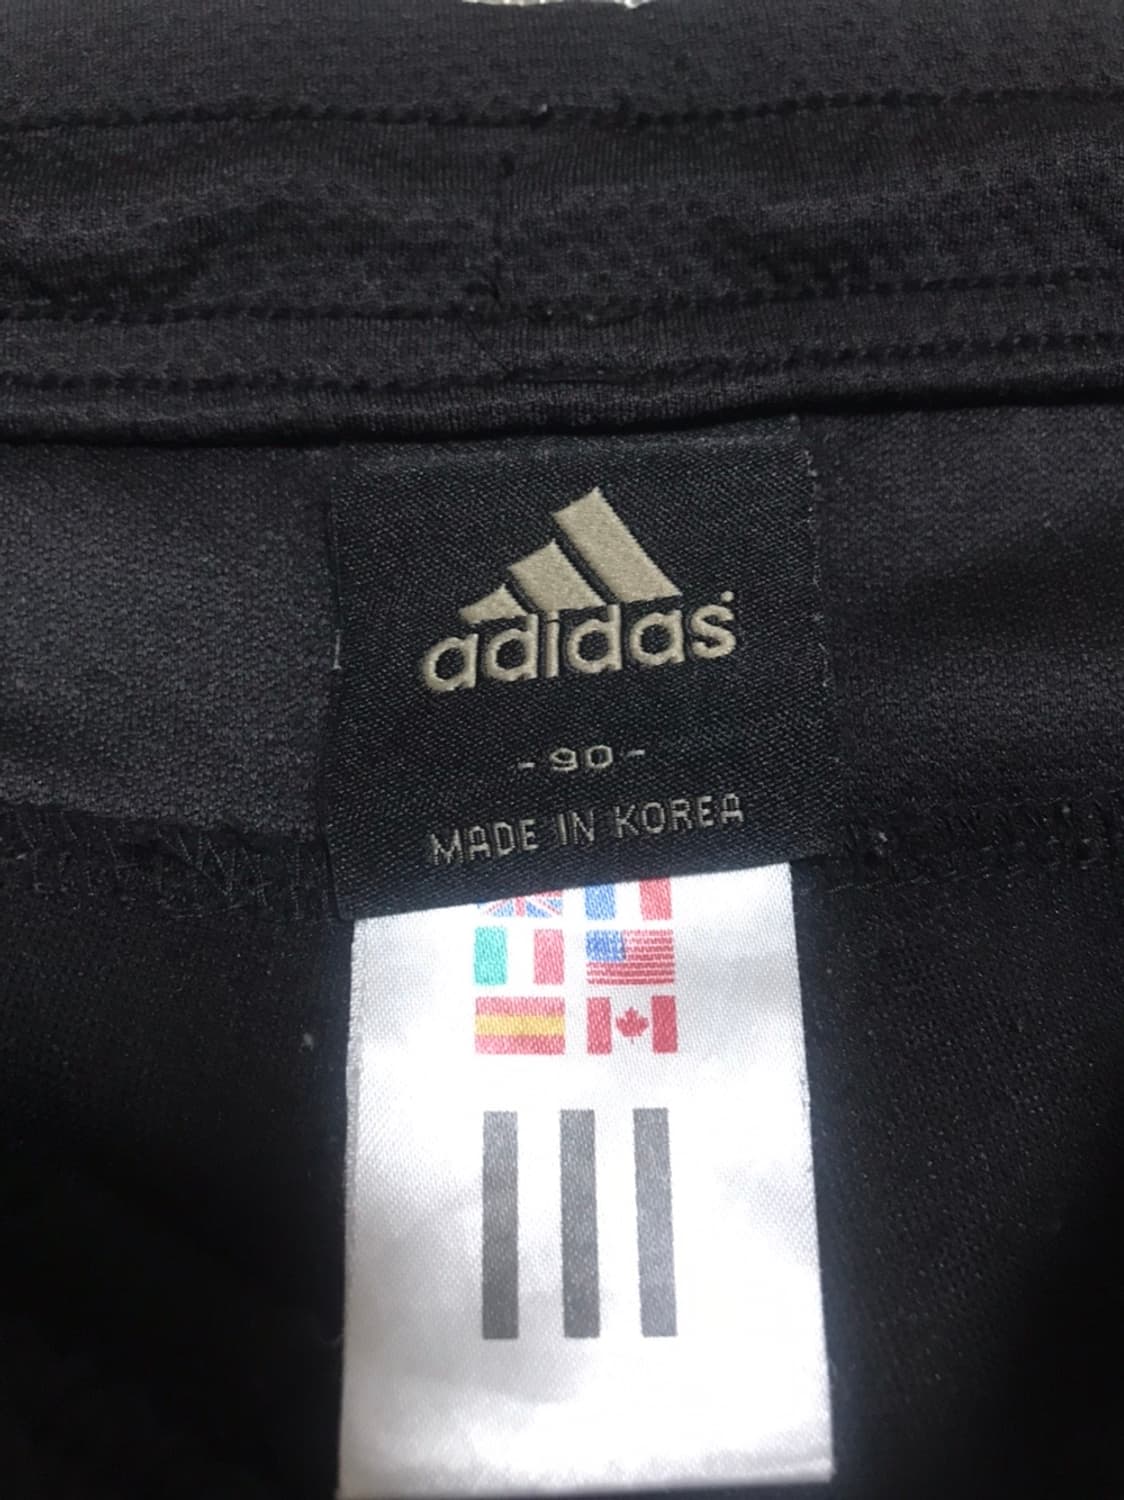 adidas
- 90 -
MADE IN KOREA